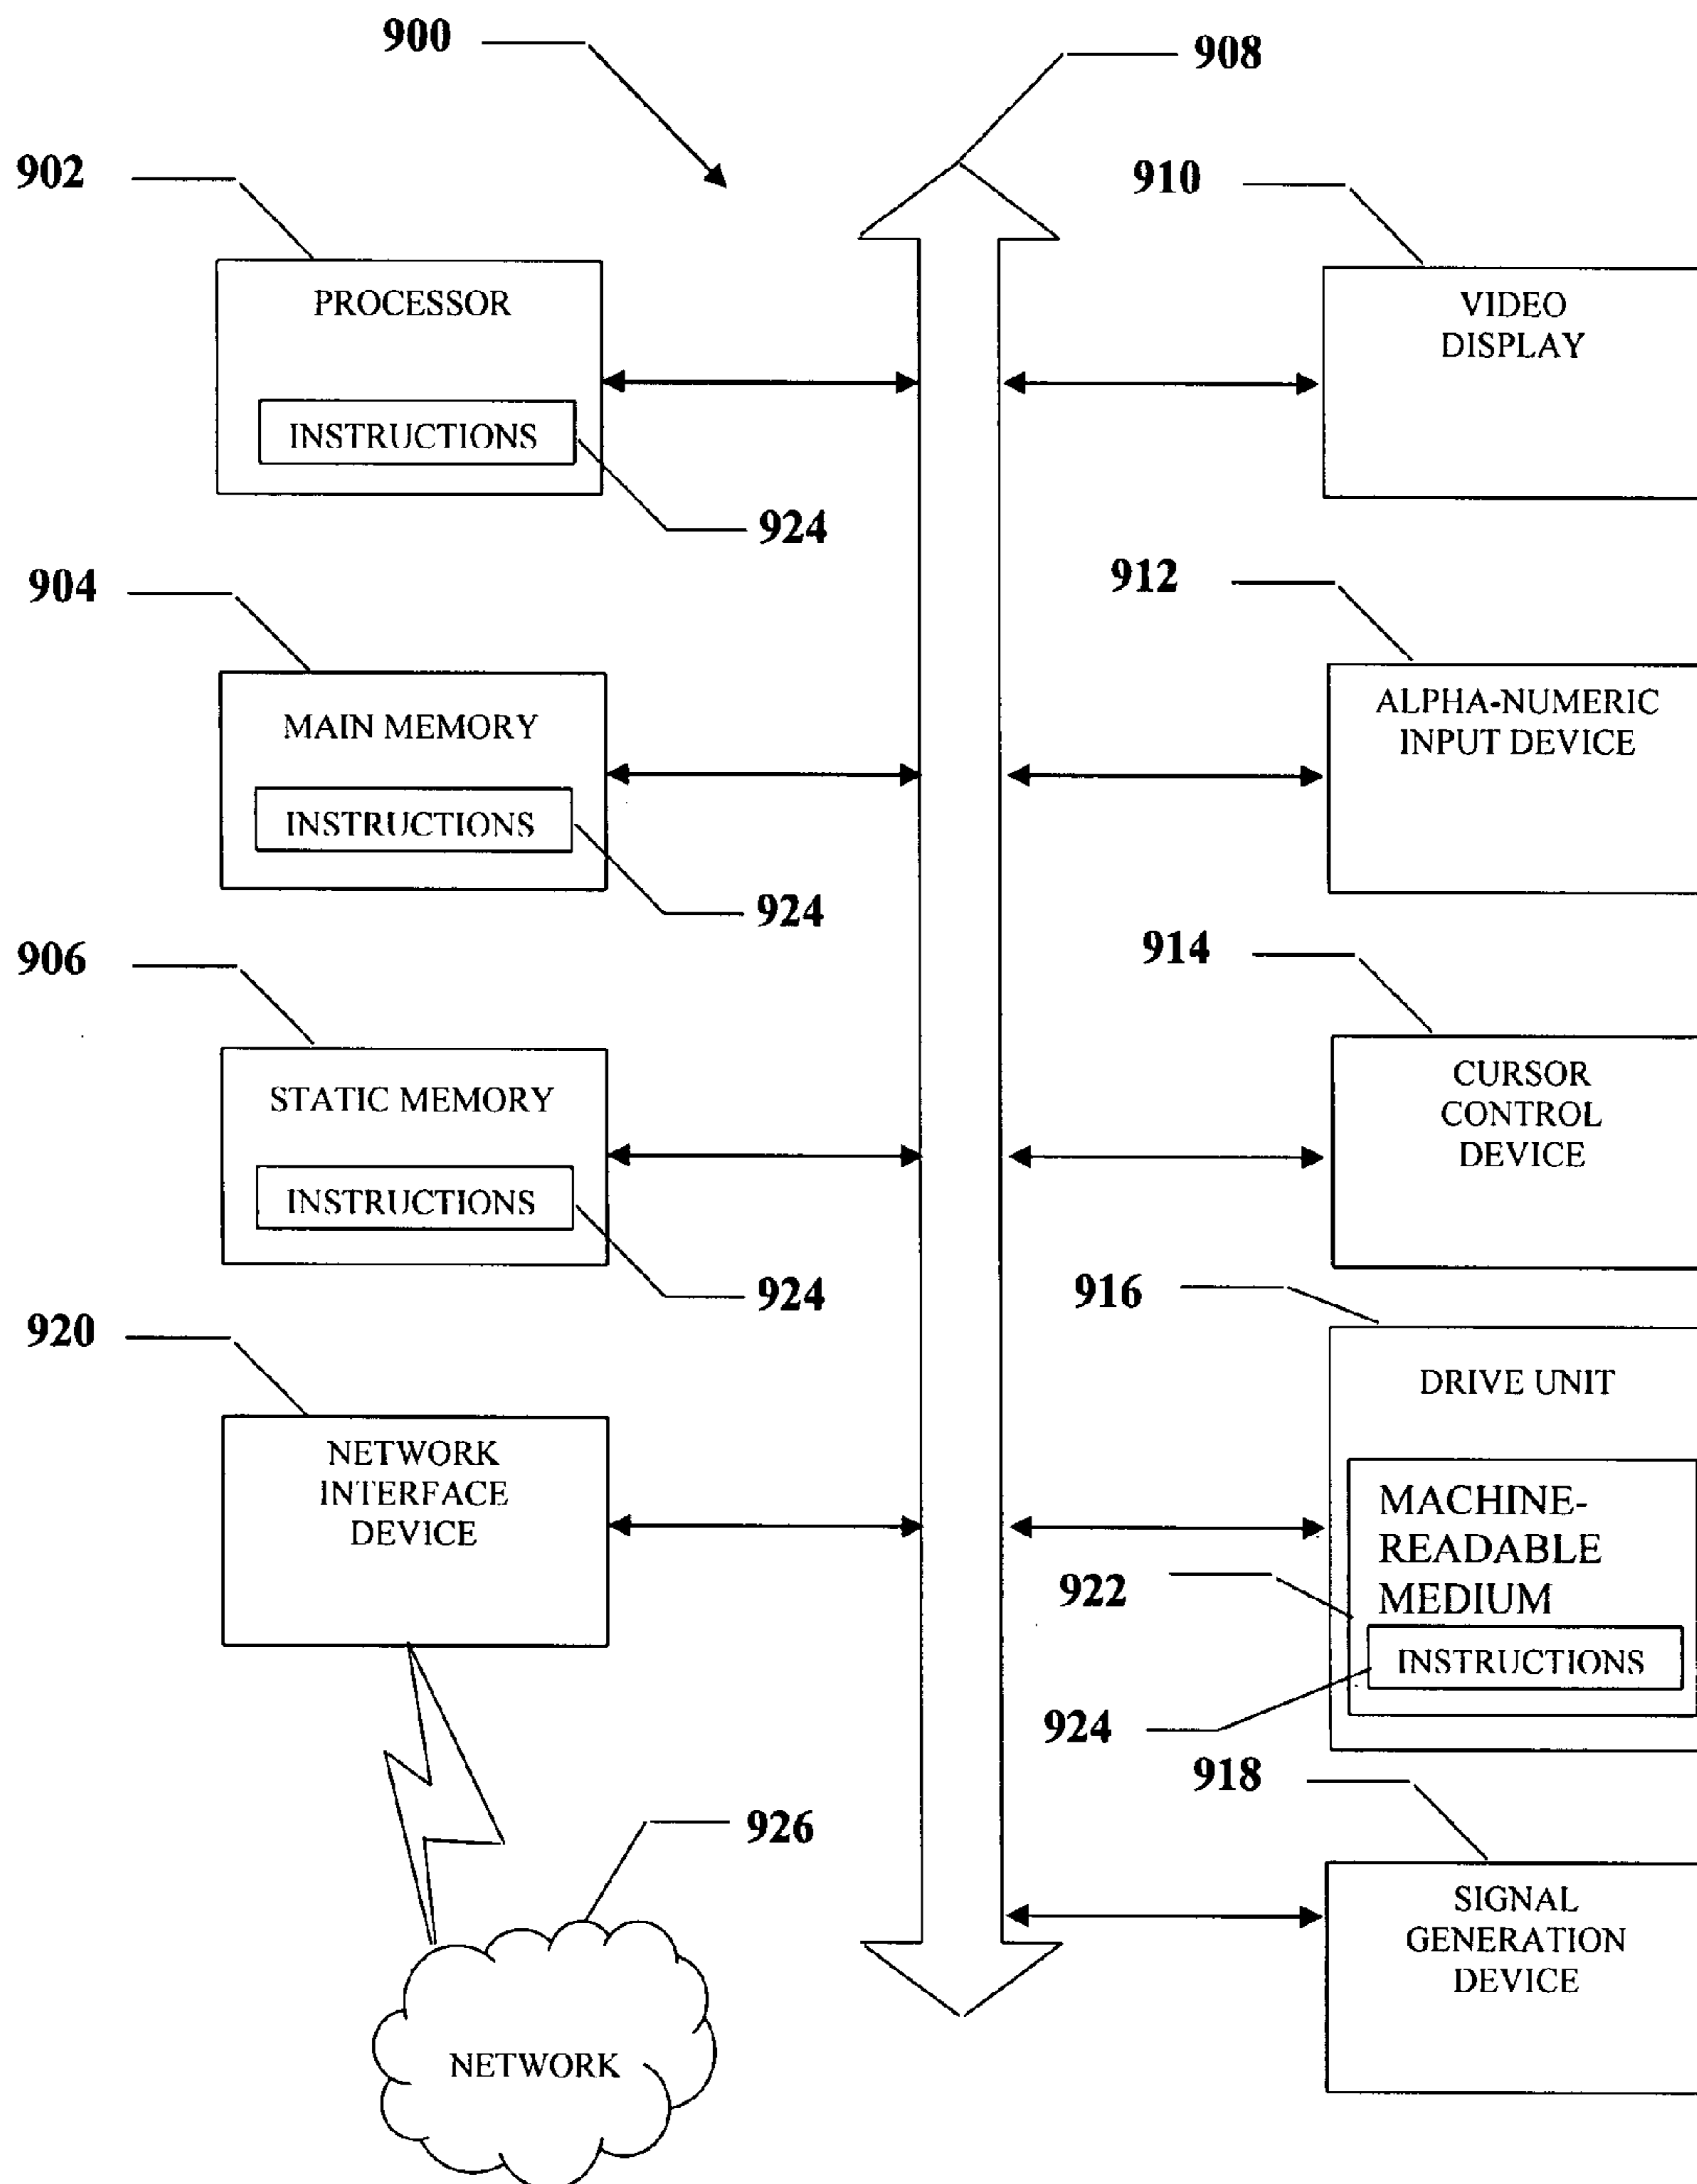 900
908
902
910
PROCESSOR
INSTRUCTIONS
924
VIDEO
DISPLAY
904
912
MAIN MEMORY
INSTRUCTIONS
924
ALPHA-NUMERIC
INPUT DEVICE
906
914
STATIC MEMORY
INSTRUCTIONS
924
CURSOR
CONTROL
DEVICE
920
916
NETWORK
INTERFACE
DEVICE
DRIVE UNIT
MACHINE-
READABLE
MEDIUM
922
INSTRUCTIONS
924
918
926
NETWORK
SIGNAL
GENERATION
DEVICE